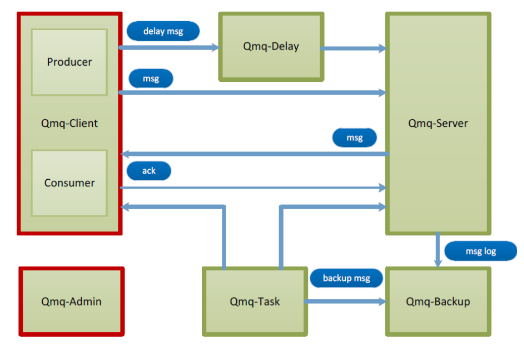 delay msg
Qmq-Delay
Producer
msg
Qmq-Client
Qmq-Server
msg
Consumer
ack
msg log
backup msg
Qmq-Admin
Qmq-Task
Qmq-Backup